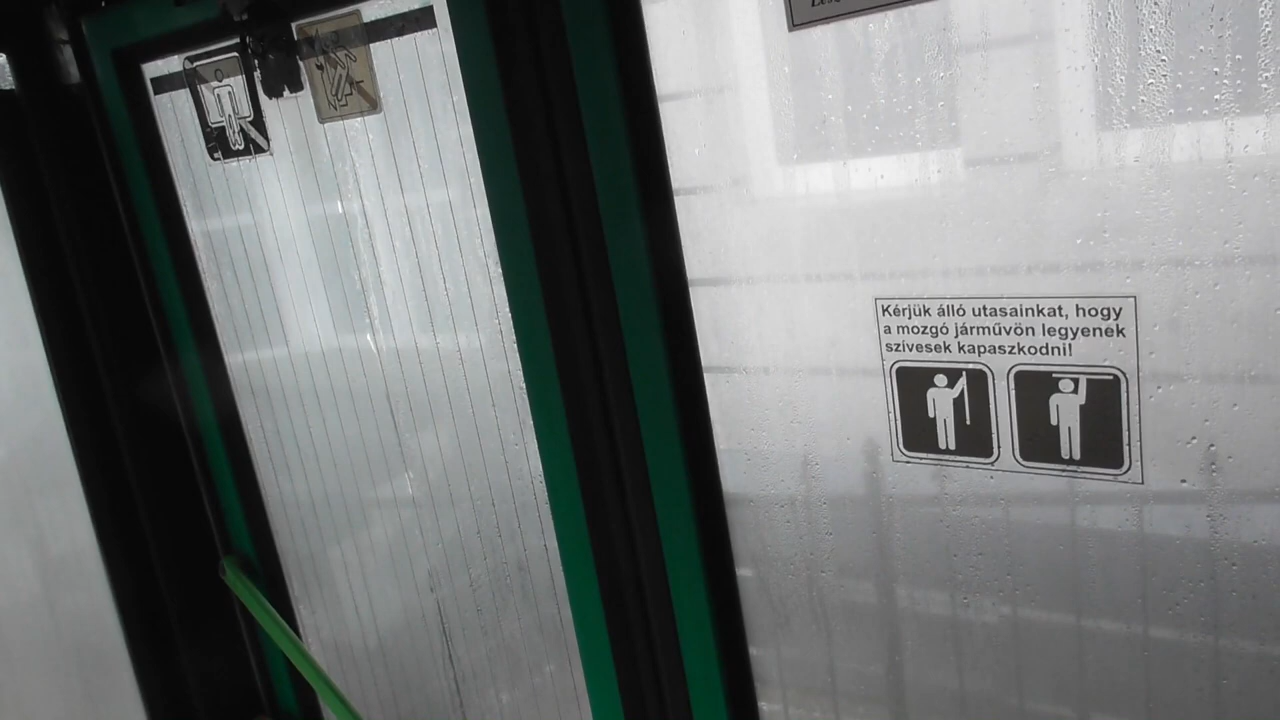 Kérjük álló utasainkat, hogy
a mozgó járművön legyenek
szívesek kapaszkodni!